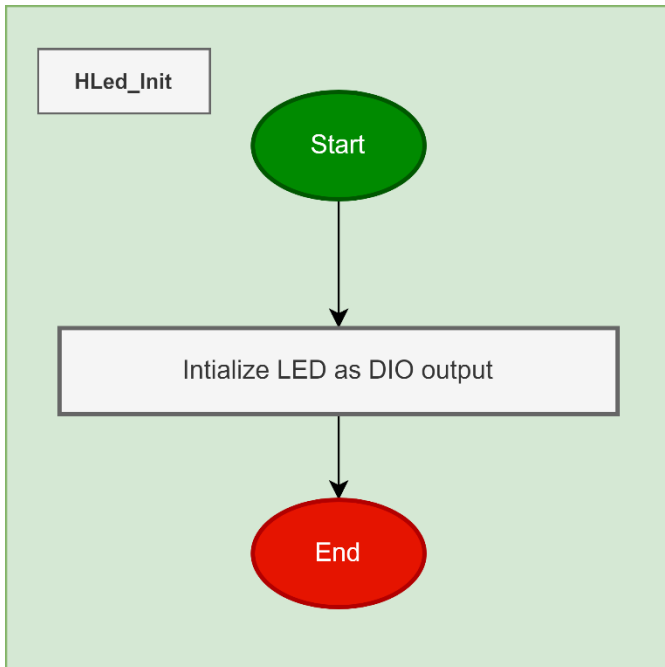 HLed_Init
Start
Intialize LED as DIO output
End